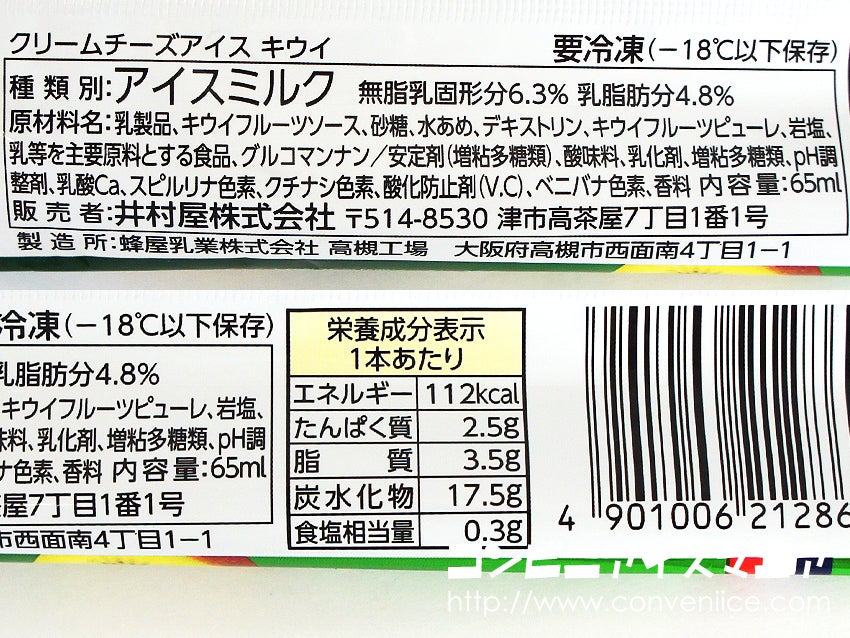 クリームチーズアイス キウイ 要冷凍(－18℃以下保存)
種類別:アイスミルク 無脂乳固形分6.3% 乳脂肪分4.8%
原材料名:乳製品、キウイフルーツソース、砂糖、水あめ、デキストリン、キウイフルーツピューレ、岩塩、
乳等を主要原料とする食品、グルコマンナン／安定剤(増粘多糖類)、酸味料、乳化剤、増粘多糖類、pH調
整剤、乳酸Ca、スピルリナ色素、クチナシ色素、酸化防止剤(V.C)、ベニバナ色素、香料 内容量:65ml
販売者:井村屋株式会社 〒514-8530 津市高茶屋7丁目1番1号
製造所:蜂屋乳業株式会社 高槻工場 大阪府高槻市西面南4丁目1-1
冷凍(－18℃以下保存)
乳脂肪分4.8%
キウイフルーツピューレ、岩塩、
味料、乳化剤、増粘多糖類、pH調
ナ色素、香料 内容量:65ml
茶屋7丁目1番1号
市西面南4丁目1-1
栄養成分表示
1本あたり
エネルギー 112kcal
たんぱく質 2.5g
脂質 3.5g
炭水化物 17.5g
食塩相当量 0.3g
4 901006 21286
http://www.conveniice.com/